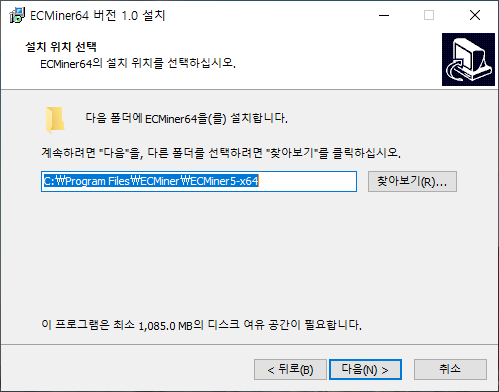 ECMiner64 버전 1.0 설치
설치 위치 선택
ECMiner64의 설치 위치를 선택하십시오.
다음 폴더에 ECMiner64을(를) 설치합니다.
계속하려면 "다음"을, 다른 폴더를 선택하려면 "찾아보기"를 클릭하십시오.
C:₩Program Files₩ECMiner₩ECMiner5-x64
찾아보기(R)...
이 프로그램은 최소 1,085.0 MB의 디스크 여유 공간이 필요합니다.
< 뒤로(B)
다음(N) >
취소